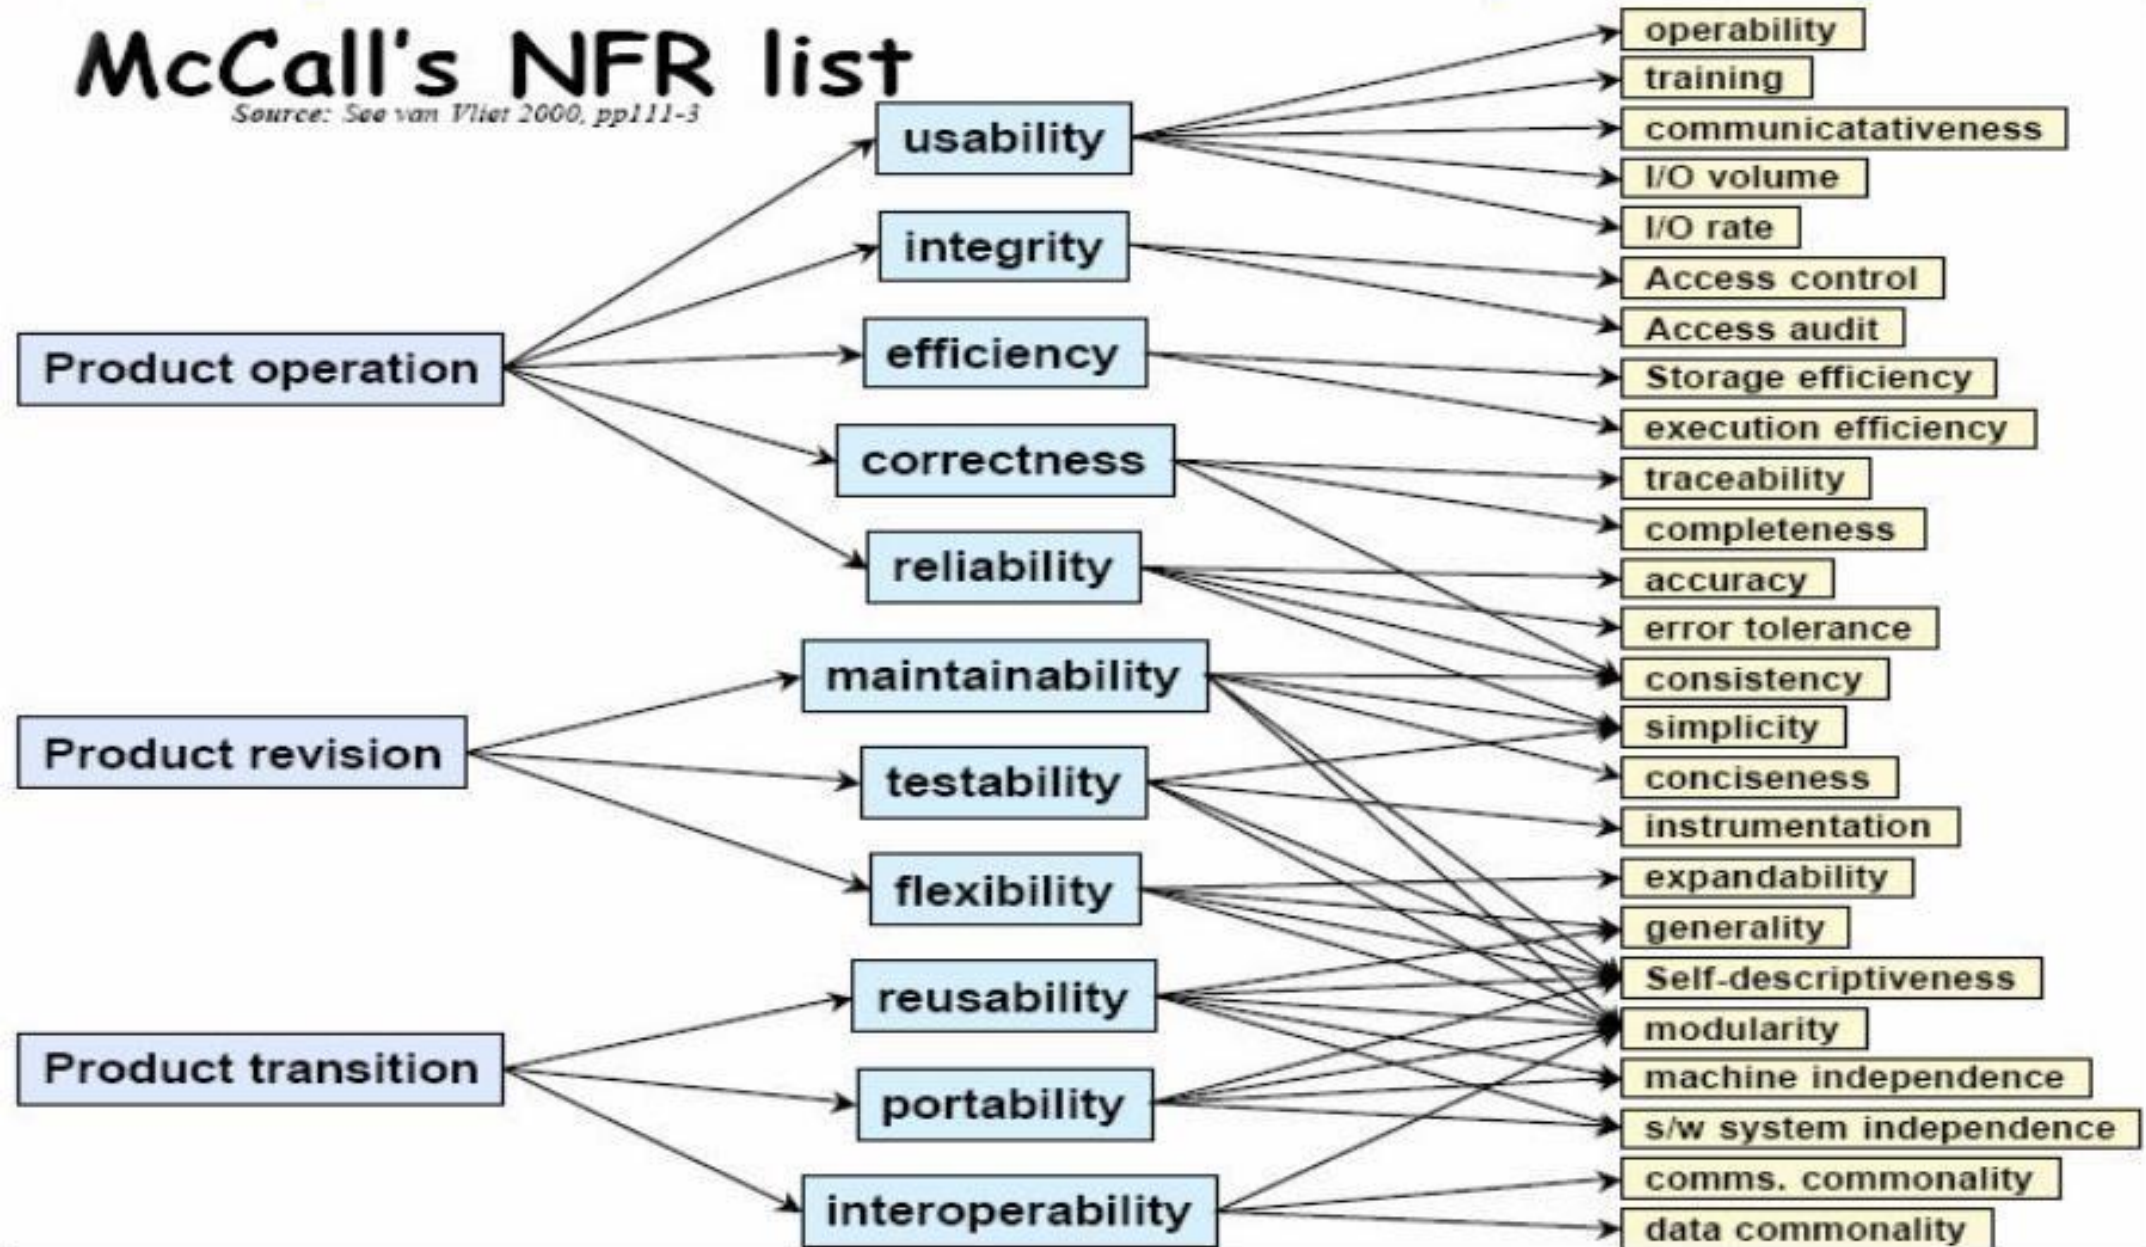 McCall's NFR list
Source: See van Vliet 2000, pp111-3
Product operation
Product revision
Product transition
usability
integrity
efficiency
correctness
reliability
maintainability
testability
flexibility
reusability
portability
interoperability
operability
training
communicatativeness
I/O volume
I/O rate
Access control
Access audit
Storage efficiency
execution efficiency
traceability
completeness
accuracy
error tolerance
consistency
simplicity
conciseness
instrumentation
expandability
generality
Self-descriptiveness
modularity
machine independence
s/w system independence
comms. commonality
data commonality